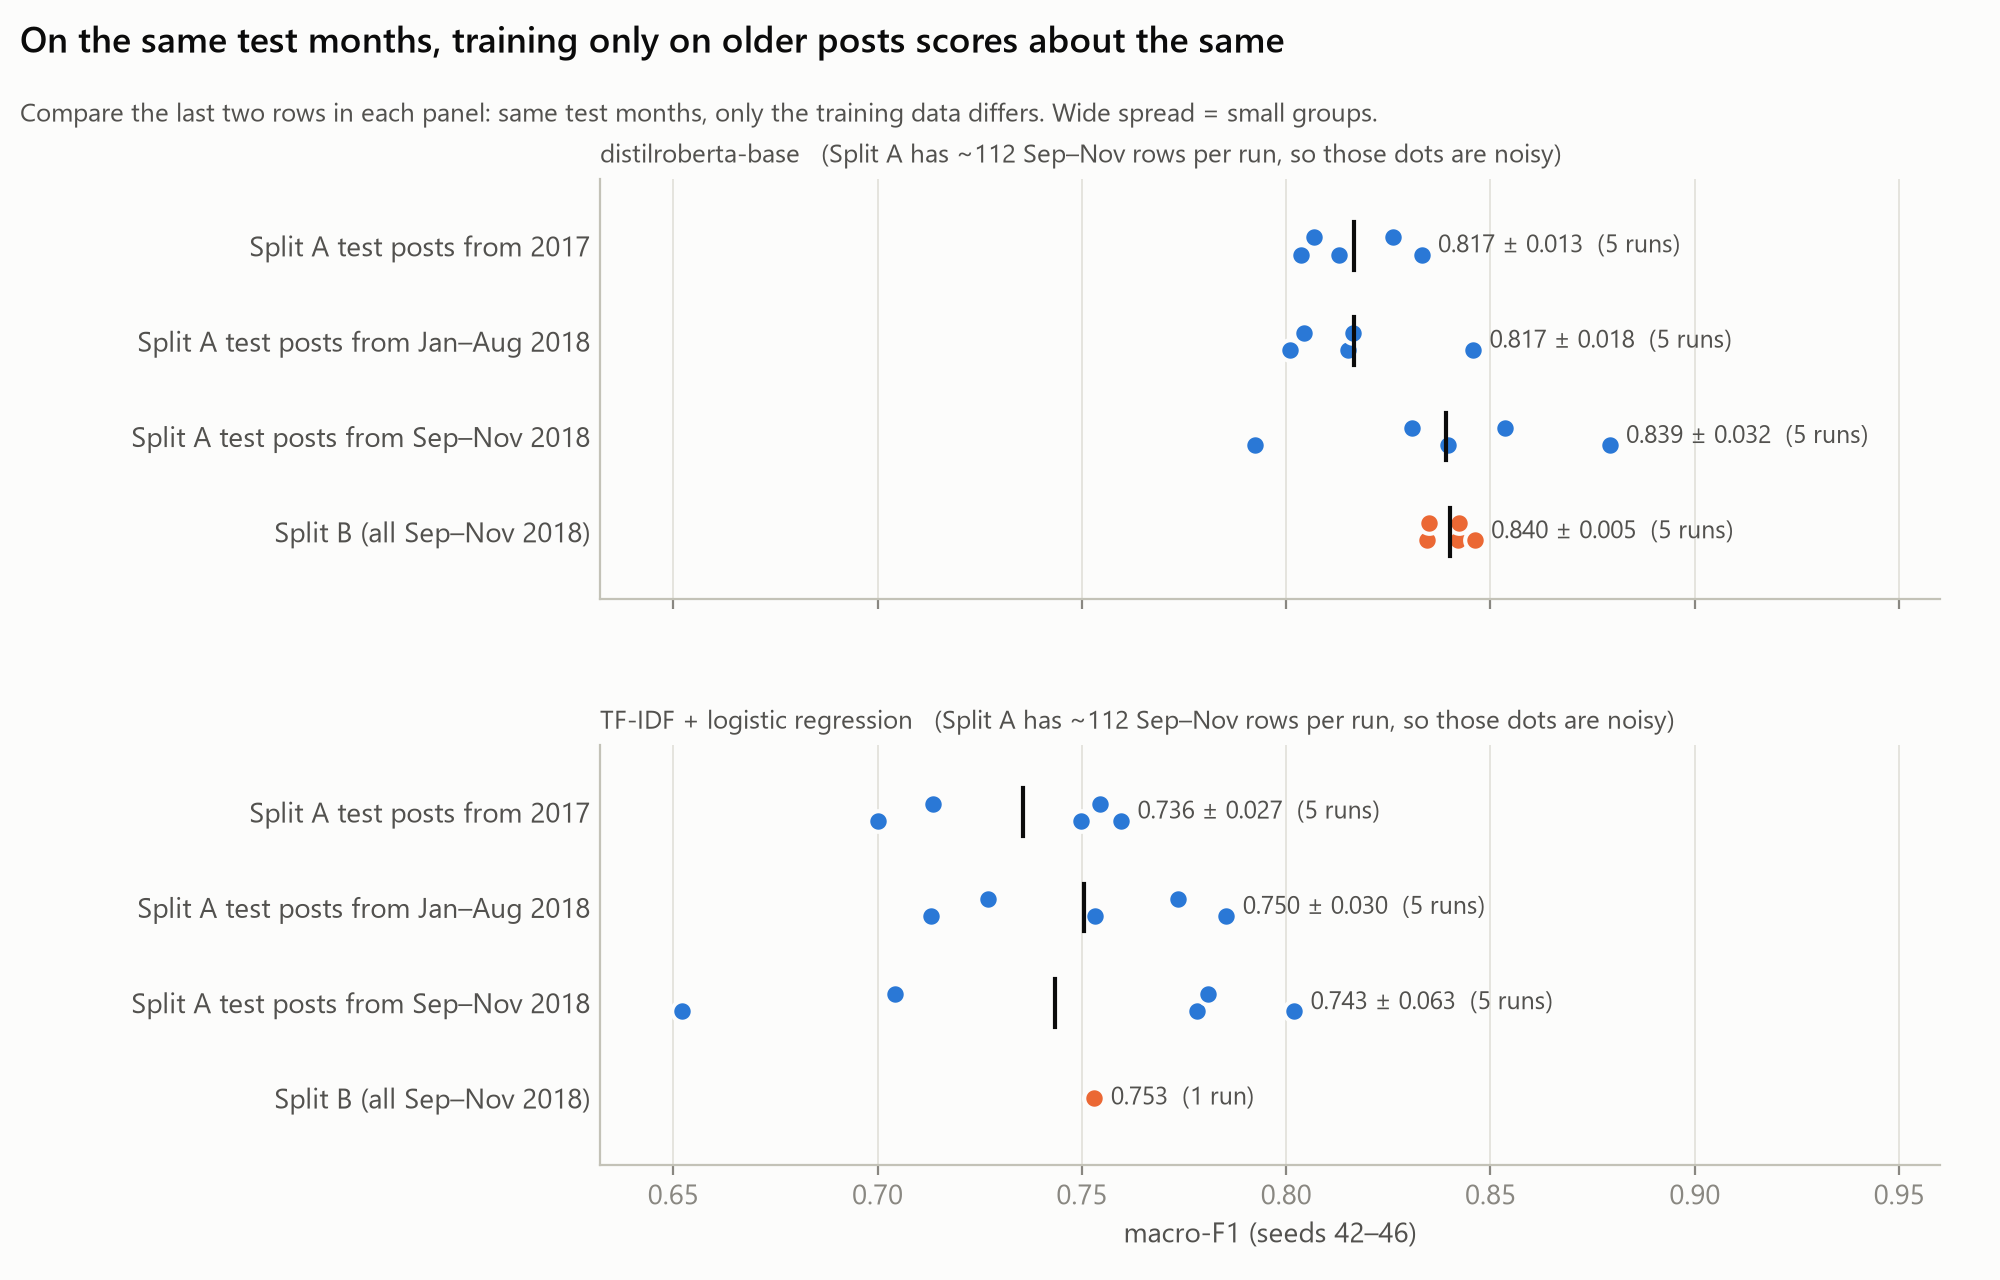 On the same test months, training only on older posts scores about the same
Compare the last two rows in each panel: same test months, only the training data differs. Wide spread = small groups.
distilroberta-base (Split A has ~112 Sep–Nov rows per run, so those dots are noisy)
Split A test posts from 2017
0.817 ± 0.013 (5 runs)
Split A test posts from Jan–Aug 2018
0.817 ± 0.018 (5 runs)
Split A test posts from Sep–Nov 2018
0.839 ± 0.032 (5 runs)
Split B (all Sep–Nov 2018)
0.840 ± 0.005 (5 runs)
TF-IDF + logistic regression (Split A has ~112 Sep–Nov rows per run, so those dots are noisy)
Split A test posts from 2017
0.736 ± 0.027 (5 runs)
Split A test posts from Jan–Aug 2018
0.750 ± 0.030 (5 runs)
Split A test posts from Sep–Nov 2018
0.743 ± 0.063 (5 runs)
Split B (all Sep–Nov 2018)
0.753 (1 run)
0.65 0.70 0.75 0.80 0.85 0.90 0.95
macro-F1 (seeds 42–46)